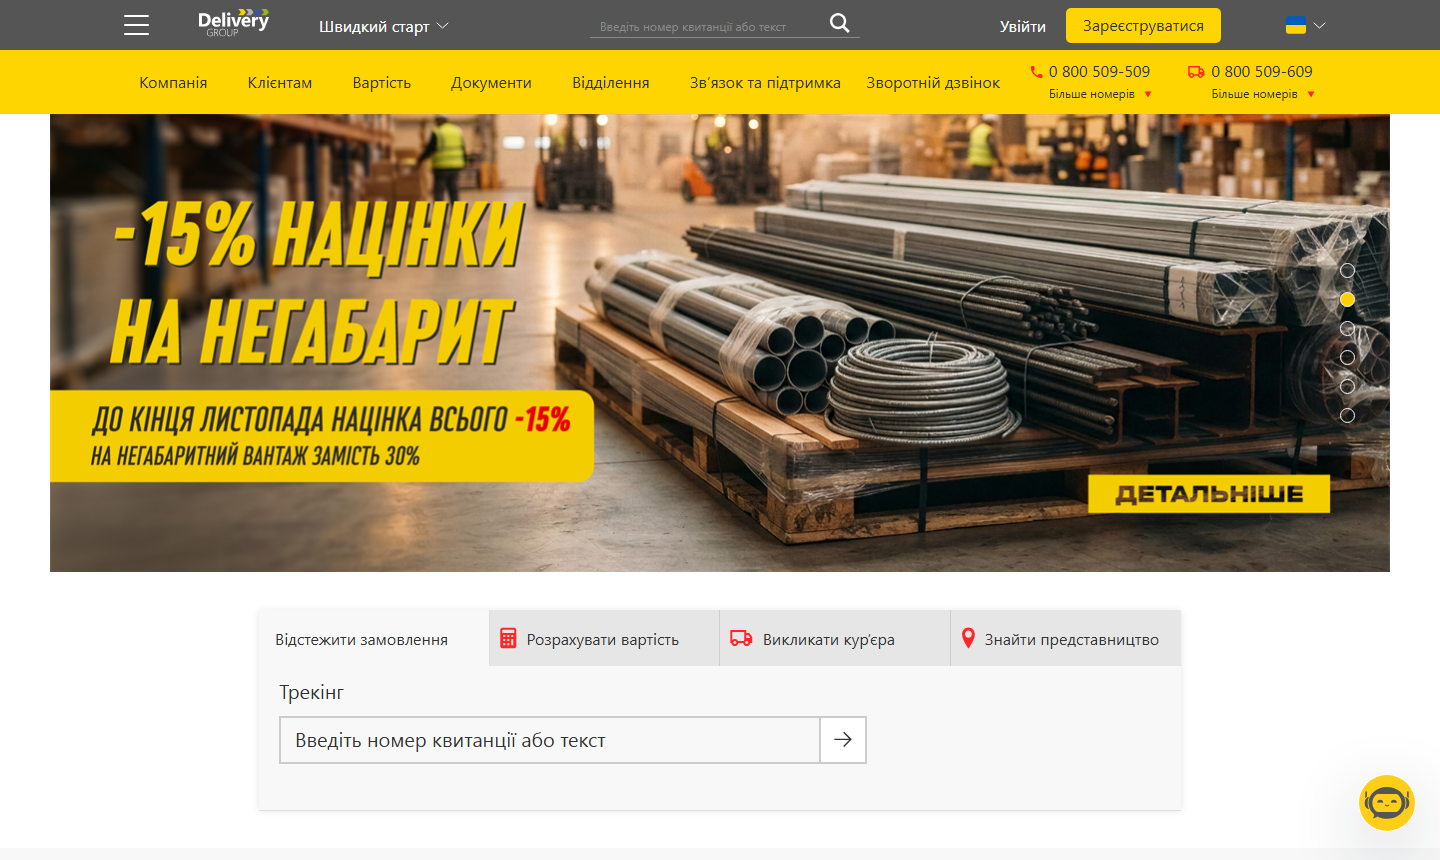 Delivery
GROUP
Швидкий старт
Введіть номер квитанції або текст
Увійти
Зареєструватися
Компанія
Клієнтам
Вартість
Документи
Відділення
Зв’язок та підтримка
Зворотній дзвінок
0 800 509-509
Більше номерів
0 800 509-609
Більше номерів
-15% НАЦІНКИ
НА НЕГАБАРИТ
ДО КІНЦЯ ЛИСТОПАДА НАЦІНКА ВСЬОГО -15%
НА НЕГАБАРИТНИЙ ВАНТАЖ ЗАМІСТЬ 30%
ДЕТАЛЬНІШЕ
Відстежити замовлення
Розрахувати вартість
Викликати кур’єра
Знайти представництво
Трекінг
Введіть номер квитанції або текст